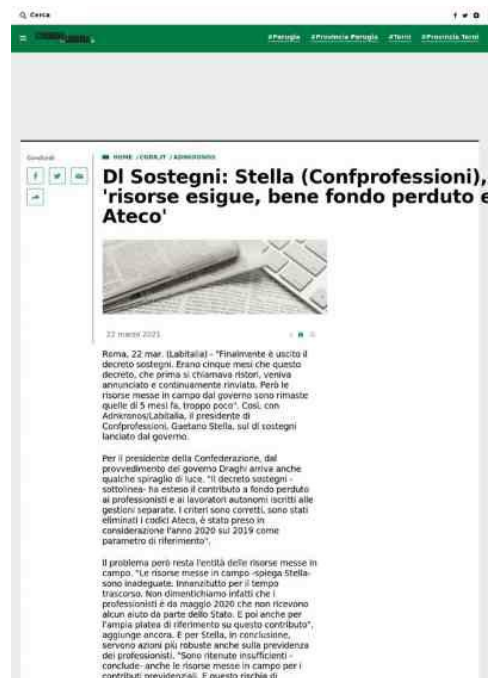 Cerca
#Perugia #Provincia Perugia #Terni #Provincia Terni
Condividi
HOME / CORR.IT / ADNKRONOS
Dl Sostegni: Stella (Confprofessioni),
'risorse esigue, bene fondo perduto e
Ateco'
22 marzo 2021
Roma, 22 mar. (Labitalia) - "Finalmente è uscito il
decreto sostegni. Erano cinque mesi che questo
decreto, che prima si chiamava ristori, veniva
annunciato e continuamente rinviato. Però le
risorse messe in campo dal governo sono rimaste
quelle di 5 mesi fa, troppo poco". Così, con
Adnkronos/Labitalia, il presidente di
Confprofessioni, Gaetano Stella, sul dl sostegni
lanciato dal governo.
Per il presidente della Confederazione, dal
provvedimento del governo Draghi arriva anche
qualche spiraglio di luce. "Il decreto sostegni -
sottolinea- ha esteso il contributo a fondo perduto
ai professionisti e ai lavoratori autonomi iscritti alle
gestioni separate. I criteri sono corretti, sono stati
eliminati i codici Ateco, è stato preso in
considerazione l'anno 2020 sul 2019 come
parametro di riferimento".
Il problema però resta l'entità delle risorse messe in
campo. "Le risorse messe in campo -spiega Stella-
sono inadeguate. Innanzitutto per il tempo
trascorso. Non dimentichiamo infatti che i
professionisti è da maggio 2020 che non ricevono
alcun aiuto da parte dello Stato. E poi anche per
l'ampia platea di riferimento su questo contributo",
aggiunge ancora. E per Stella, in conclusione,
servono azioni più robuste anche sulla previdenza
dei professionisti. "Sono ritenute insufficienti -
conclude- anche le risorse messe in campo per i
contributi previdenziali. E questo rischia di